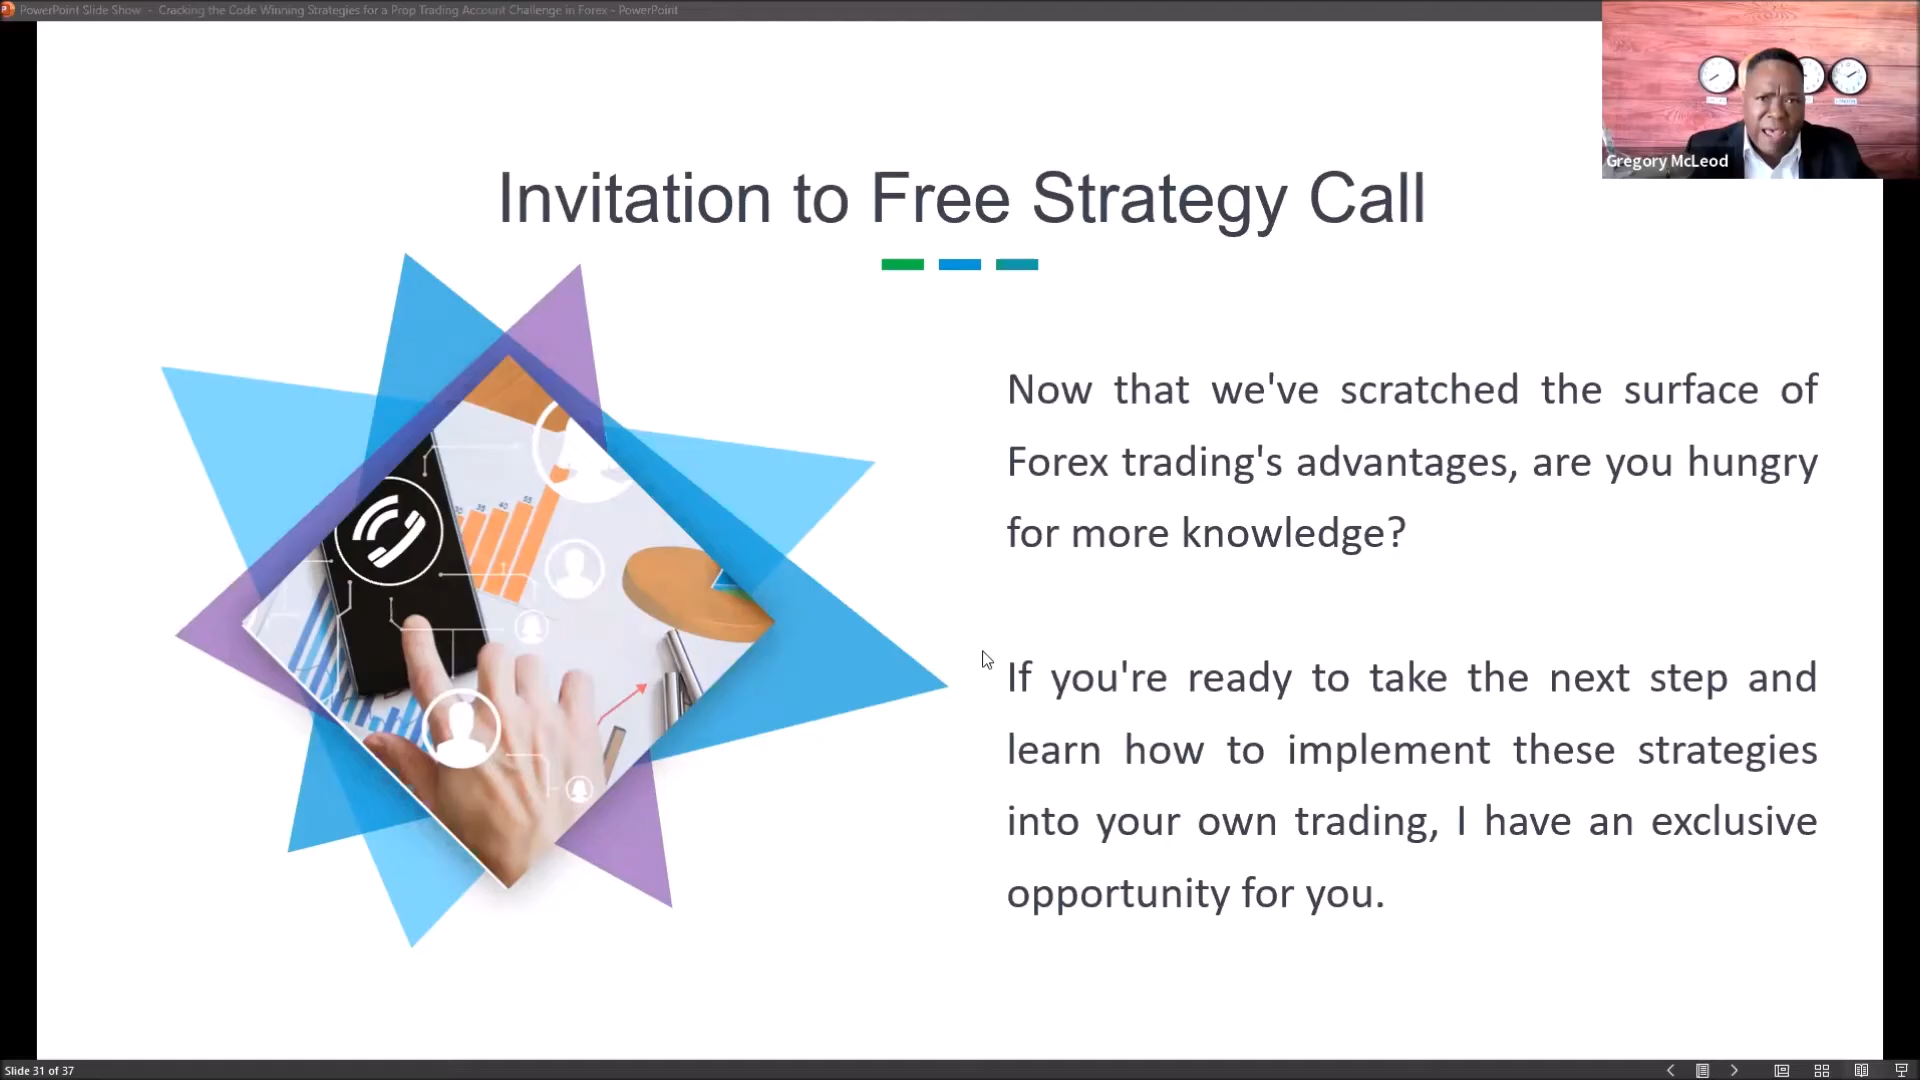 PowerPoint Slide Show - Cracking the Code Winning Strategies for a Prop Trading Account Challenge in Forex - PowerPoint
Gregory McLeod
Invitation to Free Strategy Call
Now that we've scratched the surface of
Forex trading's advantages, are you hungry
for more knowledge?
35
40
55
If you're ready to take the next step and
learn how to implement these strategies
into your own trading, I have an exclusive
opportunity for you.
Slide 31 of 37